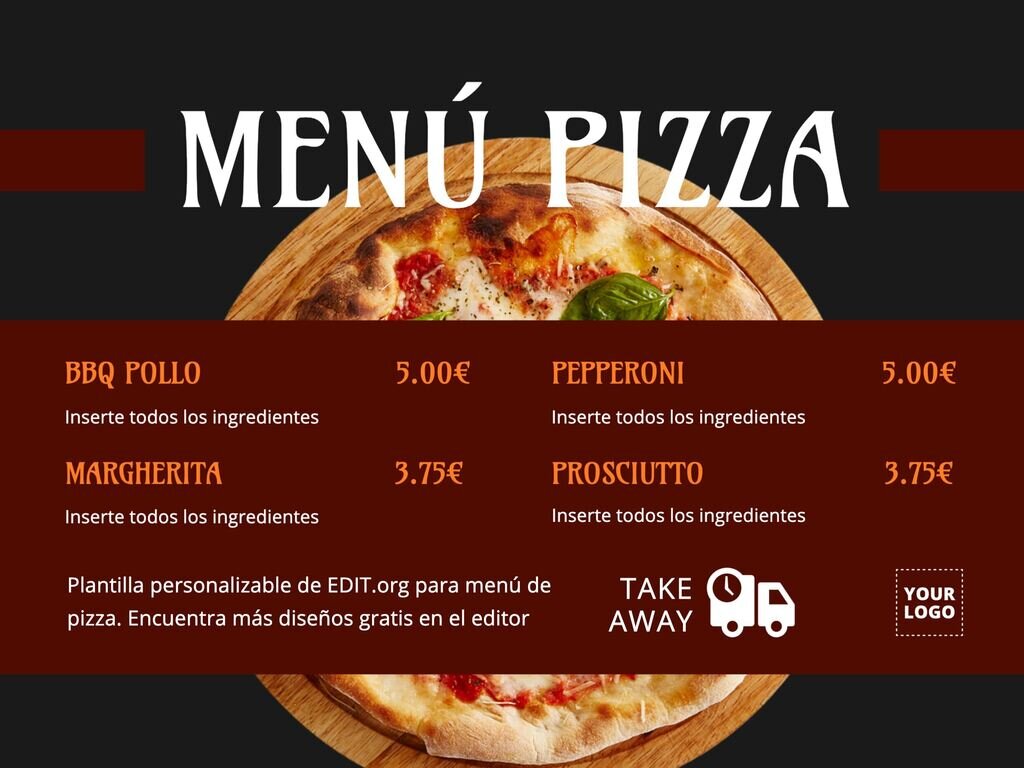 MENÚ PIZZA
BBQ POLLO 5.00€
Inserte todos los ingredientes
MARGHERITA 3.75€
Inserte todos los ingredientes
PEPPERONI 5.00€
Inserte todos los ingredientes
PROSCIUTTO 3.75€
Inserte todos los ingredientes
Plantilla personalizable de EDIT.org para menú de
pizza. Encuentra más diseños gratis en el editor
TAKE
AWAY
YOUR
LOGO